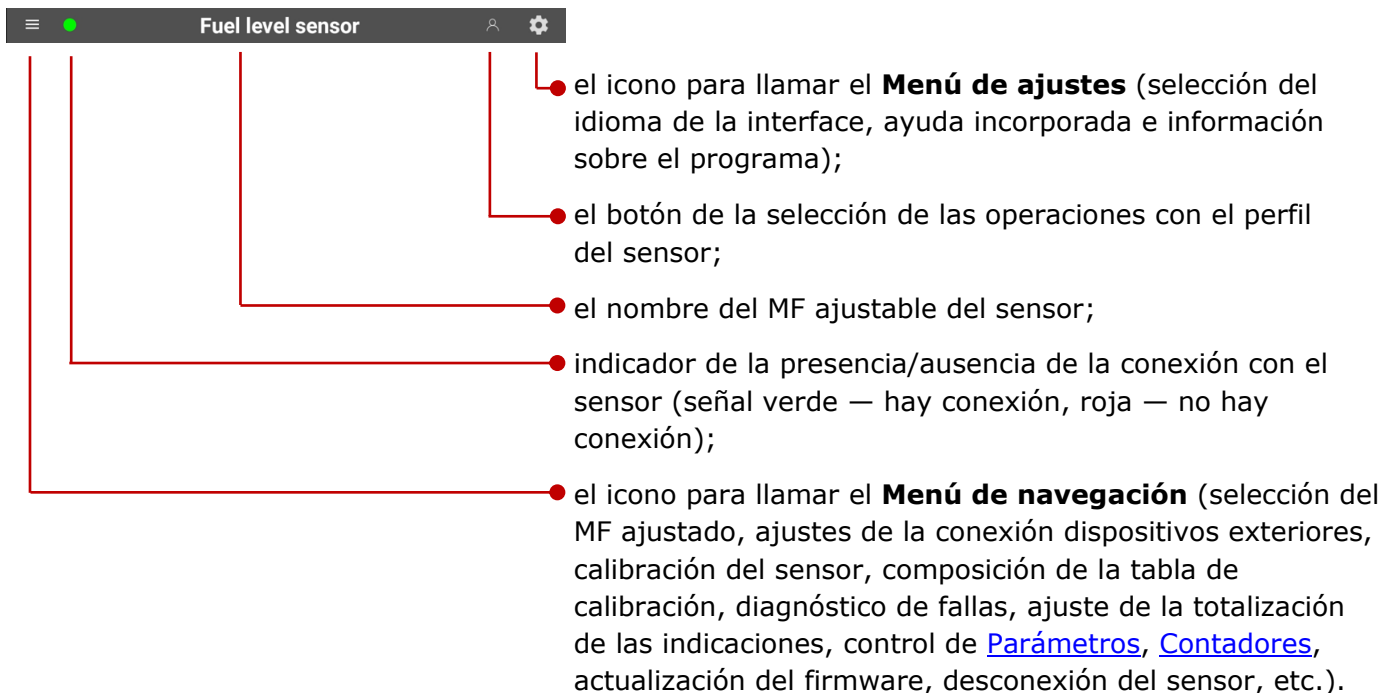 Fuel level sensor
el icono para llamar el Menú de ajustes (selección del
idioma de la interface, ayuda incorporada e información
sobre el programa);
el botón de la selección de las operaciones con el perfil
del sensor;
el nombre del MF ajustable del sensor;
indicador de la presencia/ausencia de la conexión con el
sensor (señal verde — hay conexión, roja — no hay
conexión);
el icono para llamar el Menú de navegación (selección del
MF ajustado, ajustes de la conexión dispositivos exteriores,
calibración del sensor, composición de la tabla de
calibración, diagnóstico de fallas, ajuste de la totalización
de las indicaciones, control de Parámetros, Contadores,
actualización del firmware, desconexión del sensor, etc.).